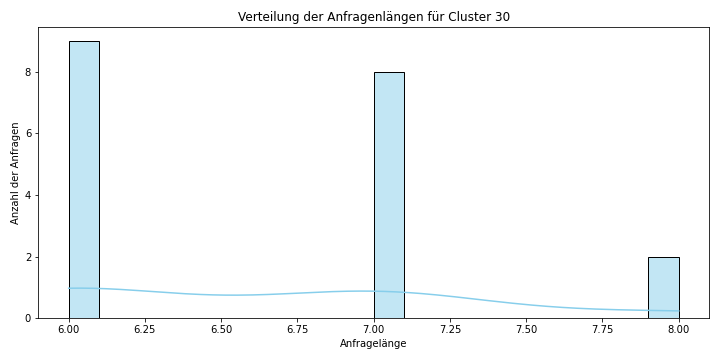 Verteilung der Anfragenlängen für Cluster 30
Anzahl der Anfragen
8
6
4
2
0
6.00 6.25 6.50 6.75 7.00 7.25 7.50 7.75 8.00
Anfragelänge